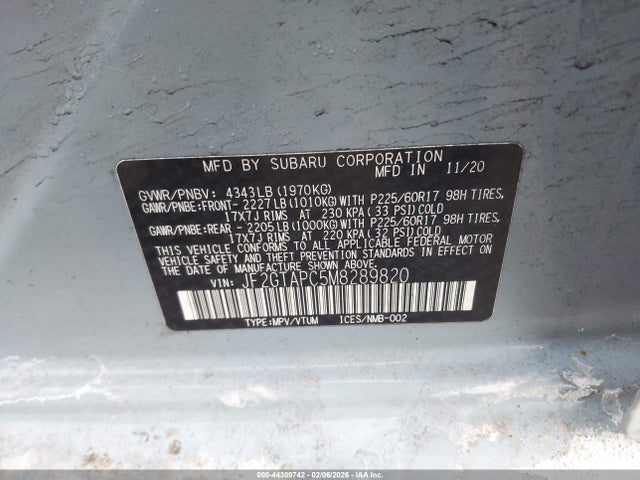 MFD BY SUBARU CORPORATION
MFD IN 11/20
GVWR/PNBV: 4343LB (1970KG)
GAWR/PNBE:FRONT- 2227LB(1010KG)WITH P225/60R17 98H TIRES,
17X7J RIMS AT 230 KPA (33 PSI)COLD
GAWR/PNBE:REAR - 2205LB(1000KG)WITH P225/60R17 98H TIRES,
17X7J RIMS AT 220 KPA (32 PSI)COLD
THIS VEHICLE CONFORMS TO ALL APPLICABLE FEDERAL MOTOR
VEHICLE SAFETY AND THEFT PREVENTION STANDARDS IN EFFECT
ON THE DATE OF MANUFACTURE SHOWN ABOVE.
VIN: JF2GTAPC5M8289820
TYPE:MPV/VTUM ICES/NMB-002
00-44309742 - 02/06/2026 - IAA Inc.